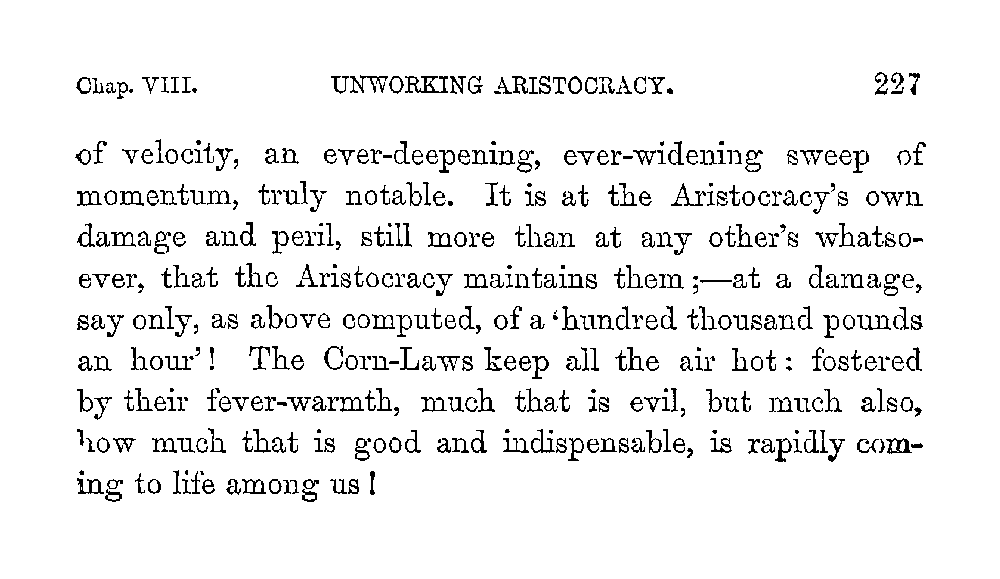 Chap. VIII. UNWORKING ARISTOCRACY. 227
of velocity, an ever-deepening, ever-widening sweep of
momentum, truly notable. It is at the Aristocracy's own
damage and peril, still more than at any other's whatso-
ever, that the Aristocracy maintains them;—at a damage,
say only, as above computed, of a 'hundred thousand pounds
an hour'! The Corn-Laws keep all the air hot: fostered
by their fever-warmth, much that is evil, but much also,
how much that is good and indispensable, is rapidly com-
ing to life among us!